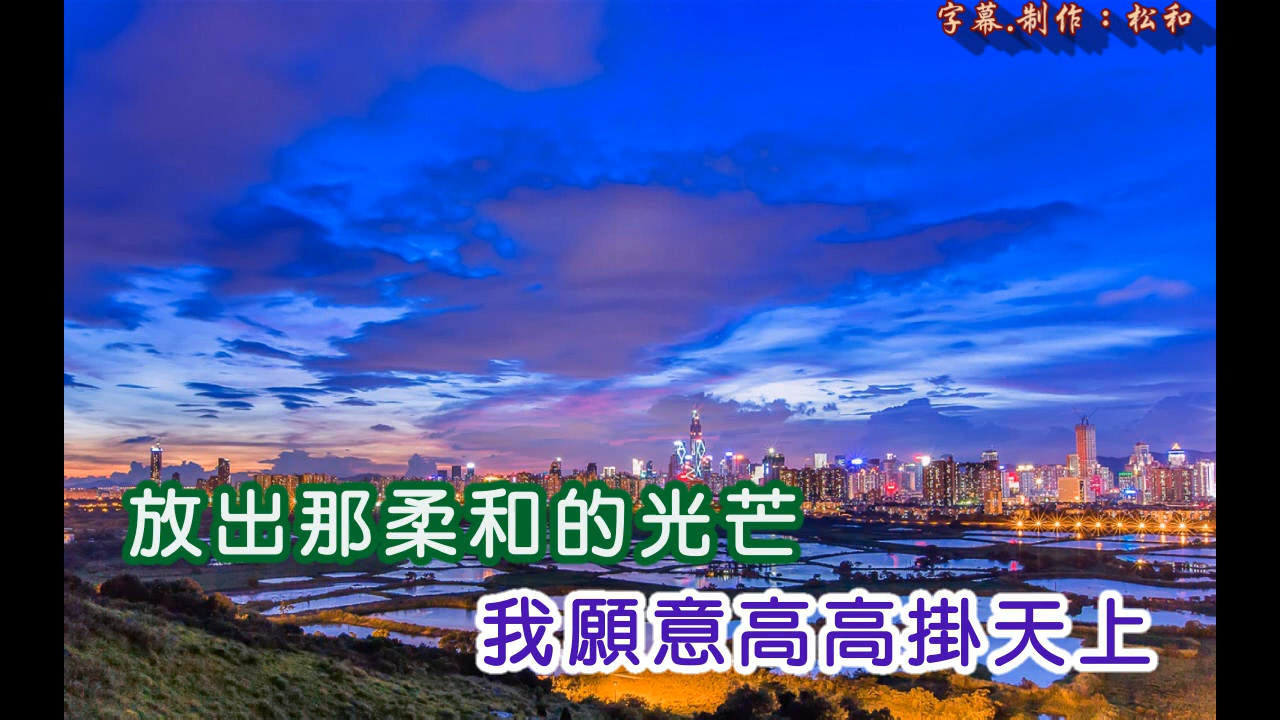 字幕.制作：松和
放出那柔和的光芒
我願意高高掛天上